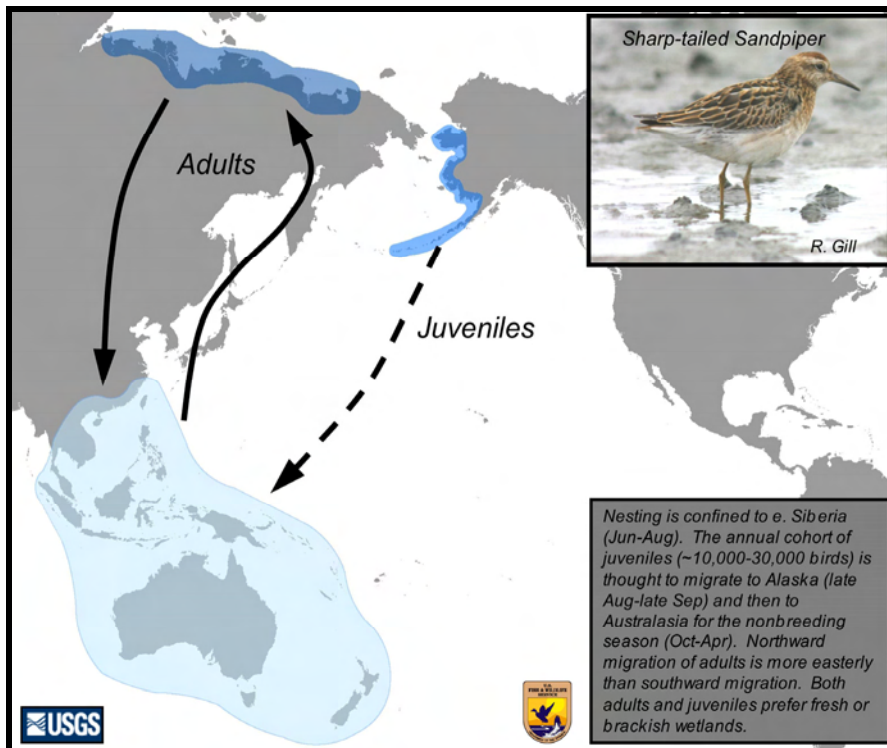 Sharp-tailed Sandpiper
R. Gill
Adults
Juveniles
Nesting is confined to e. Siberia
(Jun-Aug). The annual cohort of
juveniles (~10,000-30,000 birds) is
thought to migrate to Alaska (late
Aug-late Sep) and then to
Australasia for the nonbreeding
season (Oct-Apr). Northward
migration of adults is more easterly
than southward migration. Both
adults and juveniles prefer fresh or
brackish wetlands.
USGS
U.S.
FISH & WILDLIFE
SERVICE